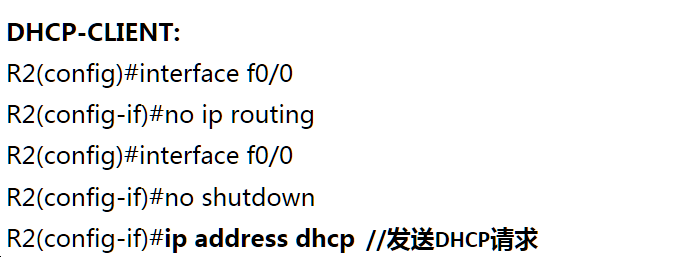 DHCP-CLIENT:
R2(config)#interface f0/0
R2(config-if)#no ip routing
R2(config)#interface f0/0
R2(config-if)#no shutdown
R2(config-if)#ip address dhcp //发送DHCP请求